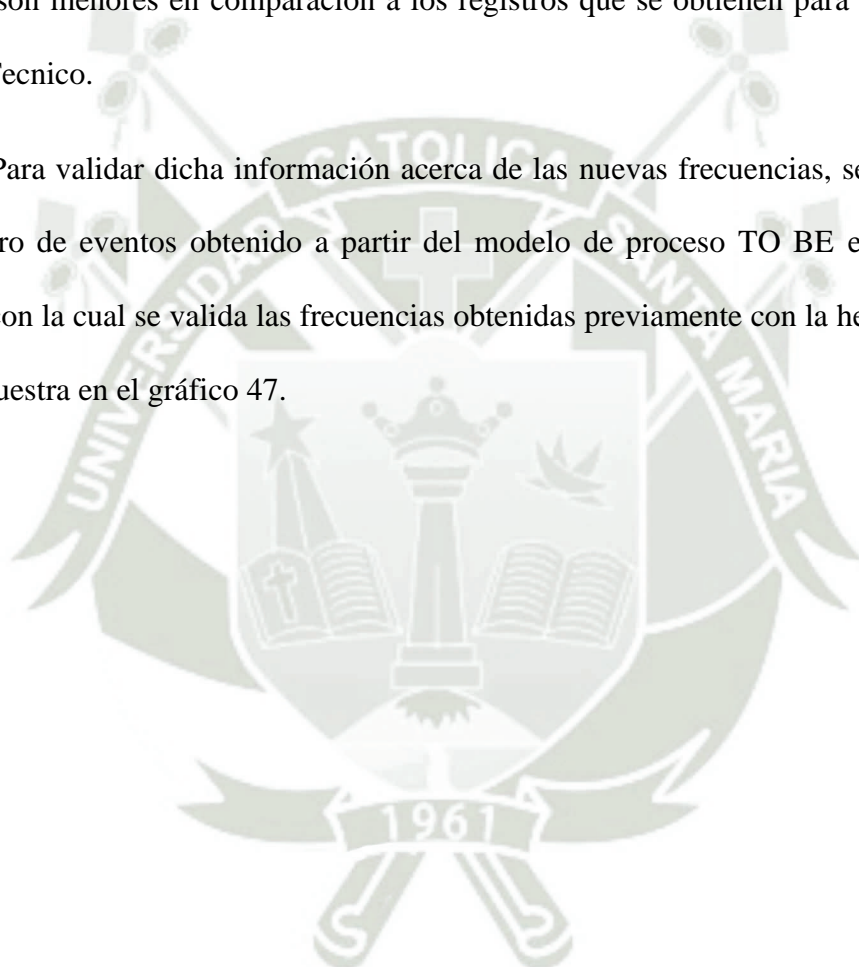 son menores en comparación a los registros que se obtienen para
Tecnico.
Para validar dicha información acerca de las nuevas frecuencias, se
ro de eventos obtenido a partir del modelo de proceso TO BE e
con la cual se valida las frecuencias obtenidas previamente con la he
uestra en el gráfico 47.
UNIVERSIDAD CATOLICA SANTA MARIA
1961